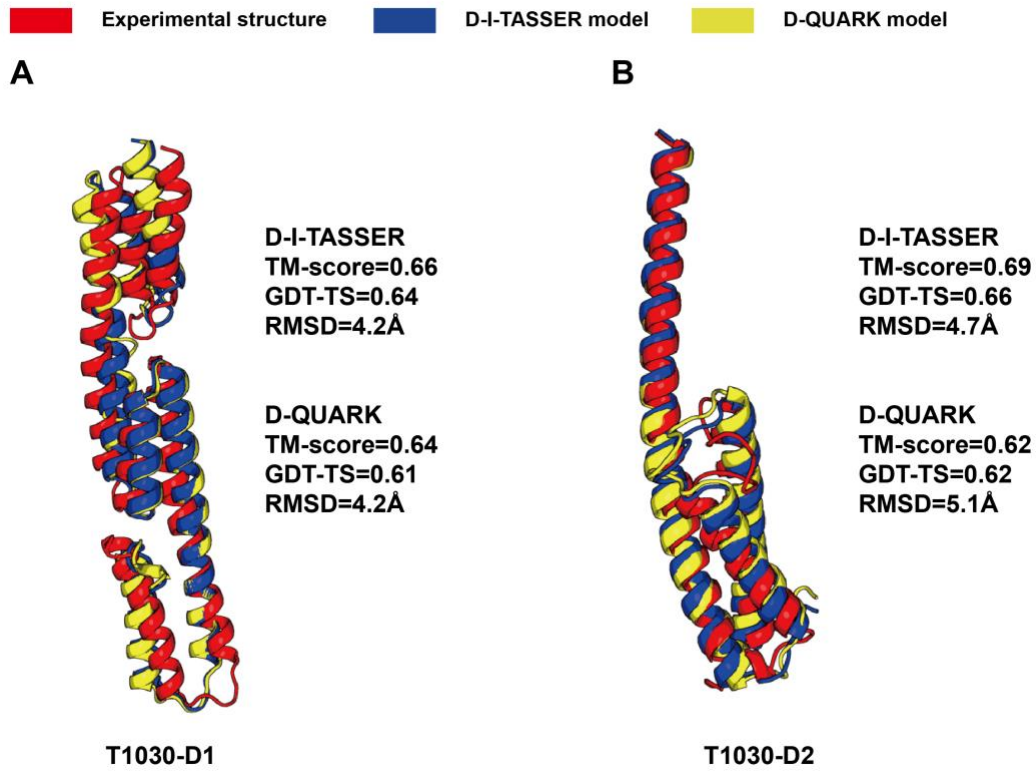 Experimental structure
D-I-TASSER model
D-QUARK model
A
B
D-I-TASSER
TM-score=0.66
GDT-TS=0.64
RMSD=4.2Å
D-QUARK
TM-score=0.64
GDT-TS=0.61
RMSD=4.2Å
T1030-D1
D-I-TASSER
TM-score=0.69
GDT-TS=0.66
RMSD=4.7Å
D-QUARK
TM-score=0.62
GDT-TS=0.62
RMSD=5.1Å
T1030-D2